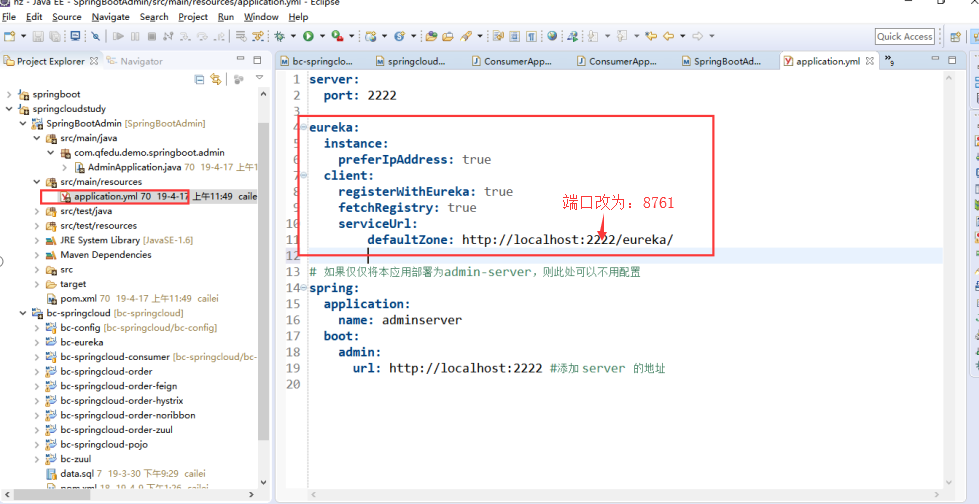 hz - Java EE - SpringBootAdmin/src/main/resources/application.yml - Eclipse
File Edit Source Navigate Search Project Run Window Help
Quick Access
Project Explorer Navigator
bc-springclo... springcloud... ConsumerApp... ConsumerApp... SpringBootAd... application.yml »9
springboot
springcloudstudy
SpringBootAdmin [SpringBootAdmin]
src/main/java
com.qfedu.demo.springboot.admin
AdminApplication.java 70 19-4-17 上午1
src/main/resources
application.yml 70 19-4-17 上午11:49 caile
src/test/java
src/test/resources
JRE System Library [JavaSE-1.6]
Maven Dependencies
src
target
pom.xml 70 19-4-17 上午11:49 cailei
bc-springcloud [bc-springcloud]
bc-config [bc-springcloud/bc-config]
bc-eureka
bc-springcloud-consumer [bc-springcloud/bc-
bc-springcloud-order
bc-springcloud-order-feign
bc-springcloud-order-hystrix
bc-springcloud-order-noribbon
bc-springcloud-order-zuul
bc-springcloud-pojo
bc-zuul
data.sql 7 19-3-30 下午9:29 cailei
pom.xml 18 19-4-9 下午1:26 cailei
1 server:
2 port: 2222
3
4 eureka:
5 instance:
6 preferIpAddress: true
7 client:
8 registerWithEureka: true
9 fetchRegistry: true
端口改为：8761
10 serviceUrl:
11 defaultZone: http://localhost:2222/eureka/
12
13 # 如果仅仅将本应用部署为admin-server，则此处可以不用配置
14 spring:
15 application:
16 name: adminserver
17 boot:
18 admin:
19 url: http://localhost:2222 #添加 server 的地址
20